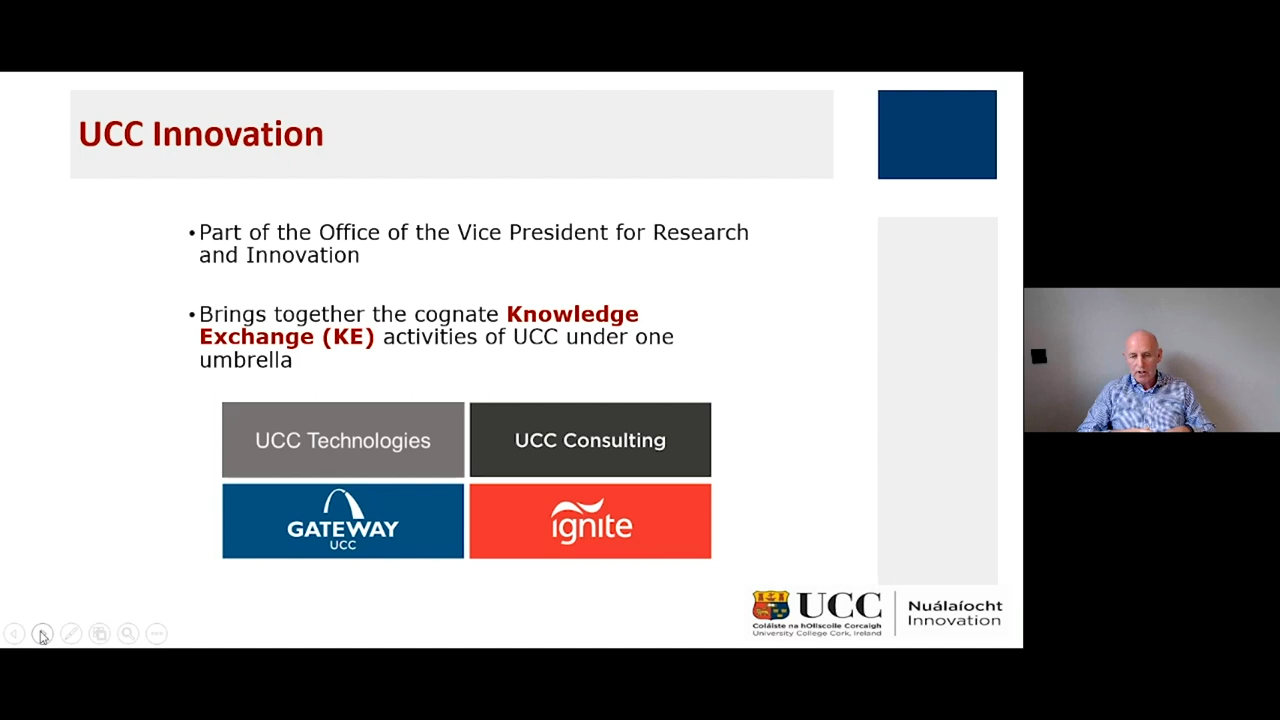 UCC Innovation
•Part of the Office of the Vice President for Research
and Innovation
•Brings together the cognate Knowledge
Exchange (KE) activities of UCC under one
umbrella
UCC Technologies
UCC Consulting
GATEWAY
UCC
ignite
UCC
Coláiste na hOllscoile Corcaigh
University College Cork, Ireland
Nuálaíocht
Innovation